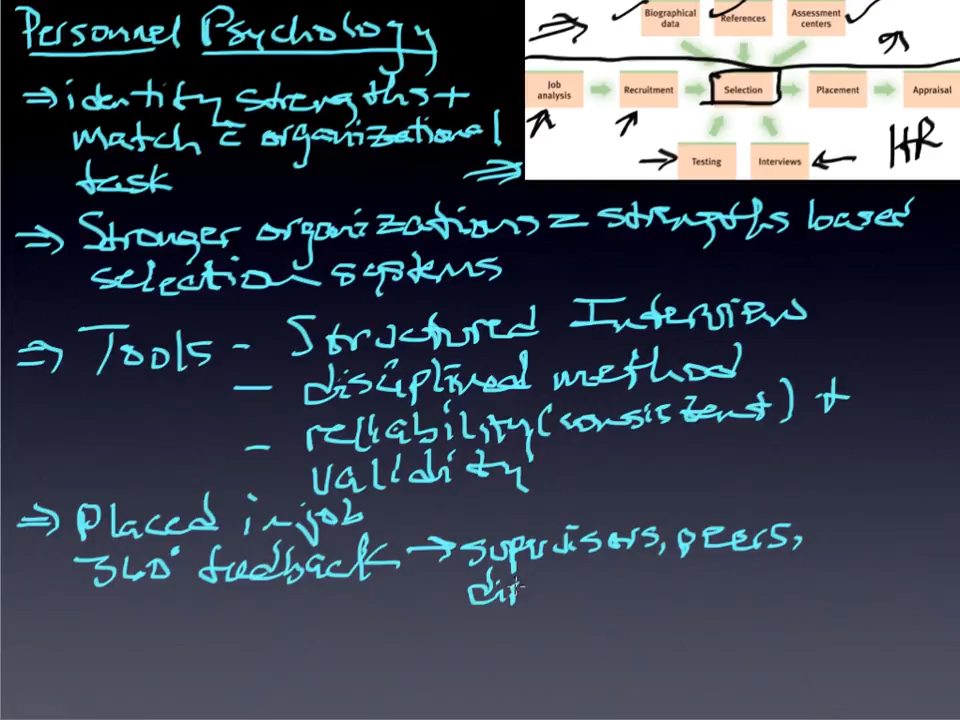 Personnel Psychology
⇒ identify strengths +
match c̄ organizational
task
⇒ Stronger organizations = strengths based
selection systems
⇒ Tools - Structured Interview
- disciplined method
- reliability (consistent) +
validity
⇒ Placed in job
360° feedback → supervisors, peers,
dir
Biographical data
References
Assessment centers
Job analysis
Recruitment
Selection
Placement
Appraisal
Testing
Interviews
HR